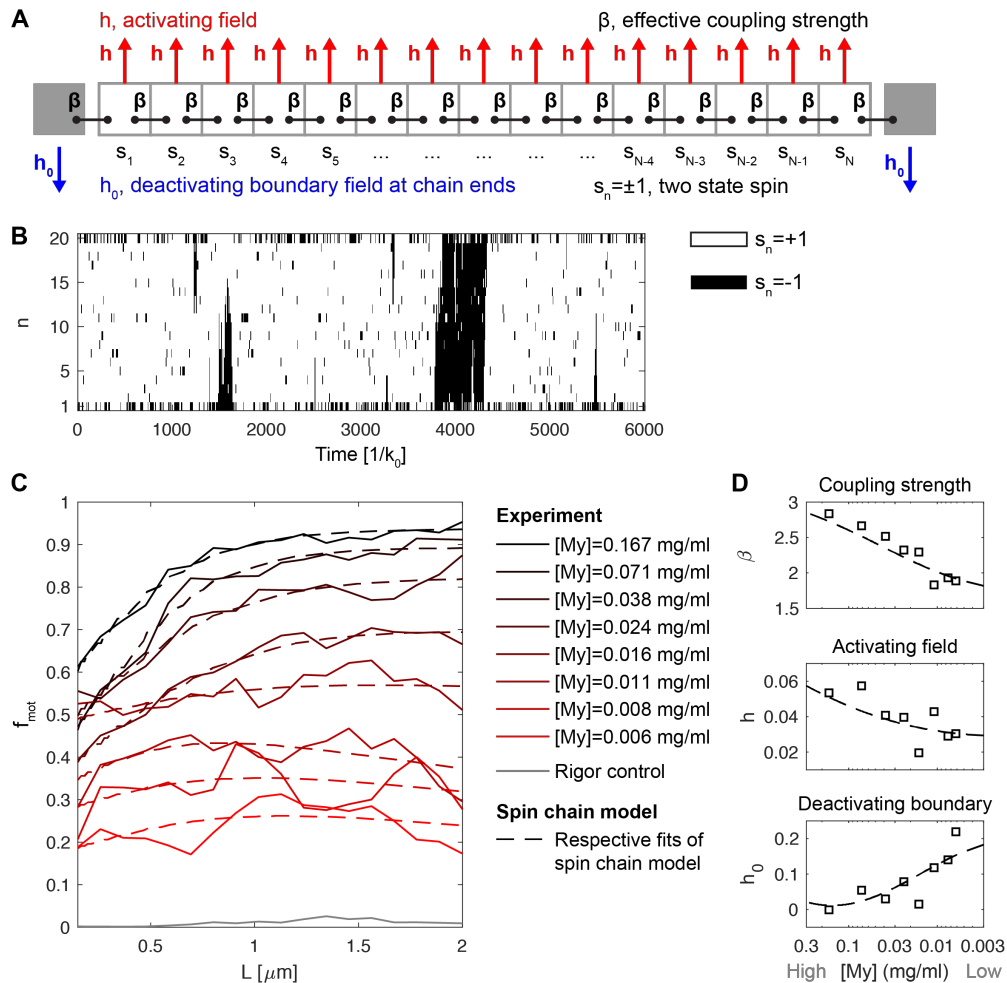 A
h, activating field
β, effective coupling strength
h h h h h h h h h h h h h h h
β β β β β β β β β β β β β β β β
h₀ s₁ s₂ s₃ s₄ s₅ ... ... ... ... ... s_N-4 s_N-3 s_N-2 s_N-1 s_N h₀
h₀, deactivating boundary field at chain ends
sₙ=±1, two state spin
B
n
20
15
10
5
1
0 1000 2000 3000 4000 5000 6000
Time [1/k₀]
sₙ=+1
sₙ=-1
C
f_mot
1
0.9
0.8
0.7
0.6
0.5
0.4
0.3
0.2
0.1
0
0.5 1 1.5 2
L [μm]
Experiment
[My]=0.167 mg/ml
[My]=0.071 mg/ml
[My]=0.038 mg/ml
[My]=0.024 mg/ml
[My]=0.016 mg/ml
[My]=0.011 mg/ml
[My]=0.008 mg/ml
[My]=0.006 mg/ml
Rigor control
Spin chain model
Respective fits of
spin chain model
D
Coupling strength
β
3
2.5
2
1.5
Activating field
h
0.06
0.04
0.02
Deactivating boundary
h₀
0.2
0.1
0
0.3 0.1 0.03 0.01 0.003
High [My] (mg/ml) Low